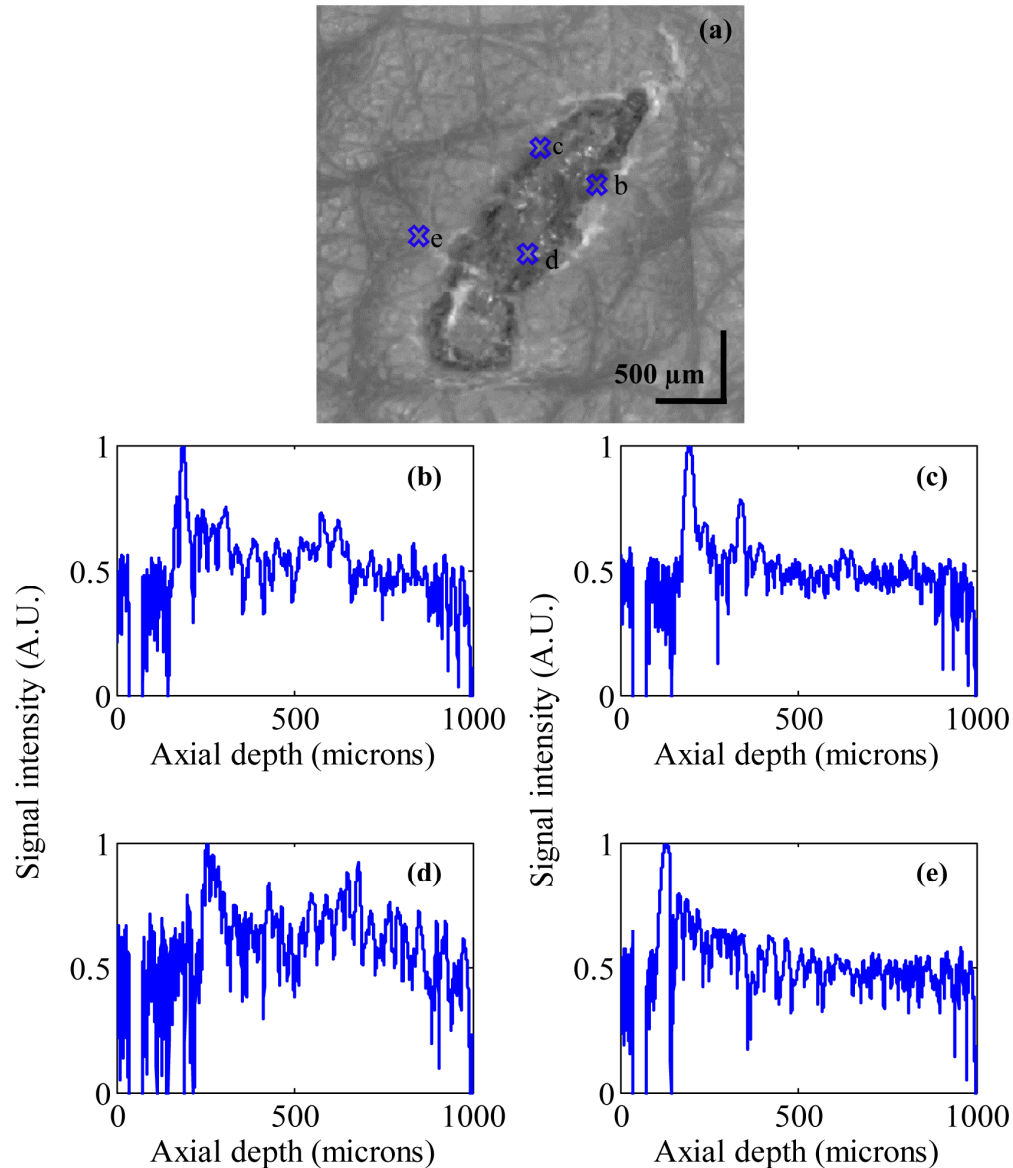 (a)
c
b
e
d
500 µm
Signal intensity (A.U.)
1
0.5
0
(b)
0 500 1000
Axial depth (microns)
Signal intensity (A.U.)
1
0.5
0
(c)
0 500 1000
Axial depth (microns)
1
0.5
0
(d)
0 500 1000
Axial depth (microns)
1
0.5
0
(e)
0 500 1000
Axial depth (microns)